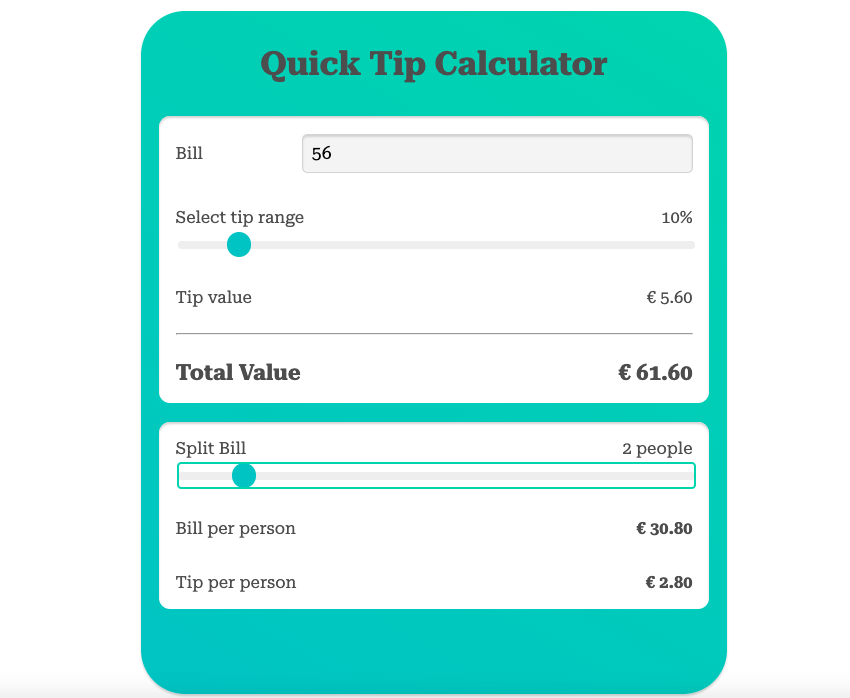 Quick Tip Calculator
Bill 56
Select tip range 10%
Tip value € 5.60
Total Value € 61.60
Split Bill 2 people
Bill per person € 30.80
Tip per person € 2.80